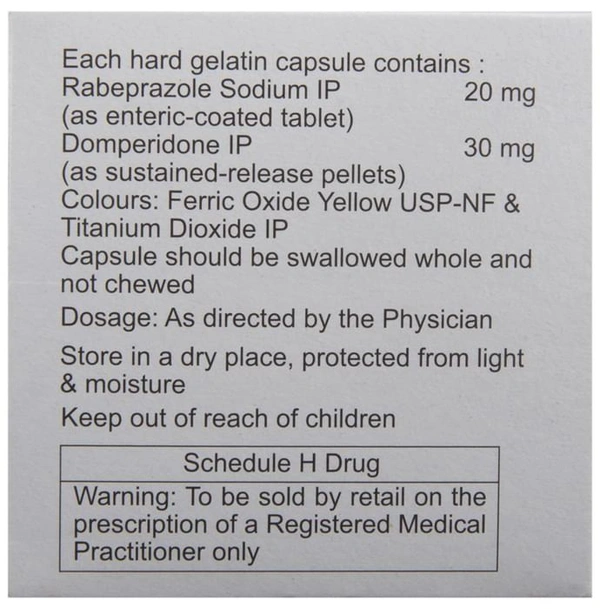 Each hard gelatin capsule contains :
Rabeprazole Sodium IP 20 mg
(as enteric-coated tablet)
Domperidone IP 30 mg
(as sustained-release pellets)
Colours: Ferric Oxide Yellow USP-NF &
Titanium Dioxide IP
Capsule should be swallowed whole and
not chewed
Dosage: As directed by the Physician
Store in a dry place, protected from light
& moisture
Keep out of reach of children
Schedule H Drug
Warning: To be sold by retail on the
prescription of a Registered Medical
Practitioner only